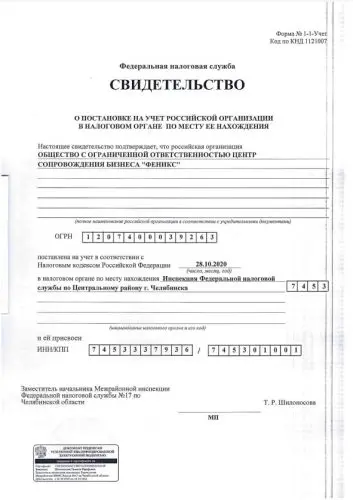 Форма № 1-1-Учет
Код по КНД 1121007
Федеральная налоговая служба
СВИДЕТЕЛЬСТВО
О ПОСТАНОВКЕ НА УЧЕТ РОССИЙСКОЙ ОРГАНИЗАЦИИ
В НАЛОГОВОМ ОРГАНЕ ПО МЕСТУ ЕЕ НАХОЖДЕНИЯ
Настоящее свидетельство подтверждает, что российская организация
ОБЩЕСТВО С ОГРАНИЧЕННОЙ ОТВЕТСТВЕННОСТЬЮ ЦЕНТР
СОПРОВОЖДЕНИЯ БИЗНЕСА "ФЕНИКС"
(полное наименование российской организации в соответствии с учредительными документами)
ОГРН 1 2 0 7 4 0 0 0 3 9 2 6 3
поставлена на учет в соответствии с
Налоговым кодексом Российской Федерации 28.10.2020
(число, месяц, год)
в налоговом органе по месту нахождения Инспекция Федеральной налоговой
службы по Центральному району г. Челябинска 7 4 5 3
(наименование налогового органа и его код)
и ей присвоен
ИНН/КПП 7 4 5 3 3 3 7 9 3 6 / 7 4 5 3 0 1 0 0 1
Заместитель начальника Межрайонной инспекции
Федеральной налоговой службы №17 по
Челябинской области
Т. Р. Шилоносова
МП
ДОКУМЕНТ ПОДПИСАН
УСИЛЕННОЙ КВАЛИФИЦИРОВАННОЙ
ЭЛЕКТРОННОЙ ПОДПИСЬЮ